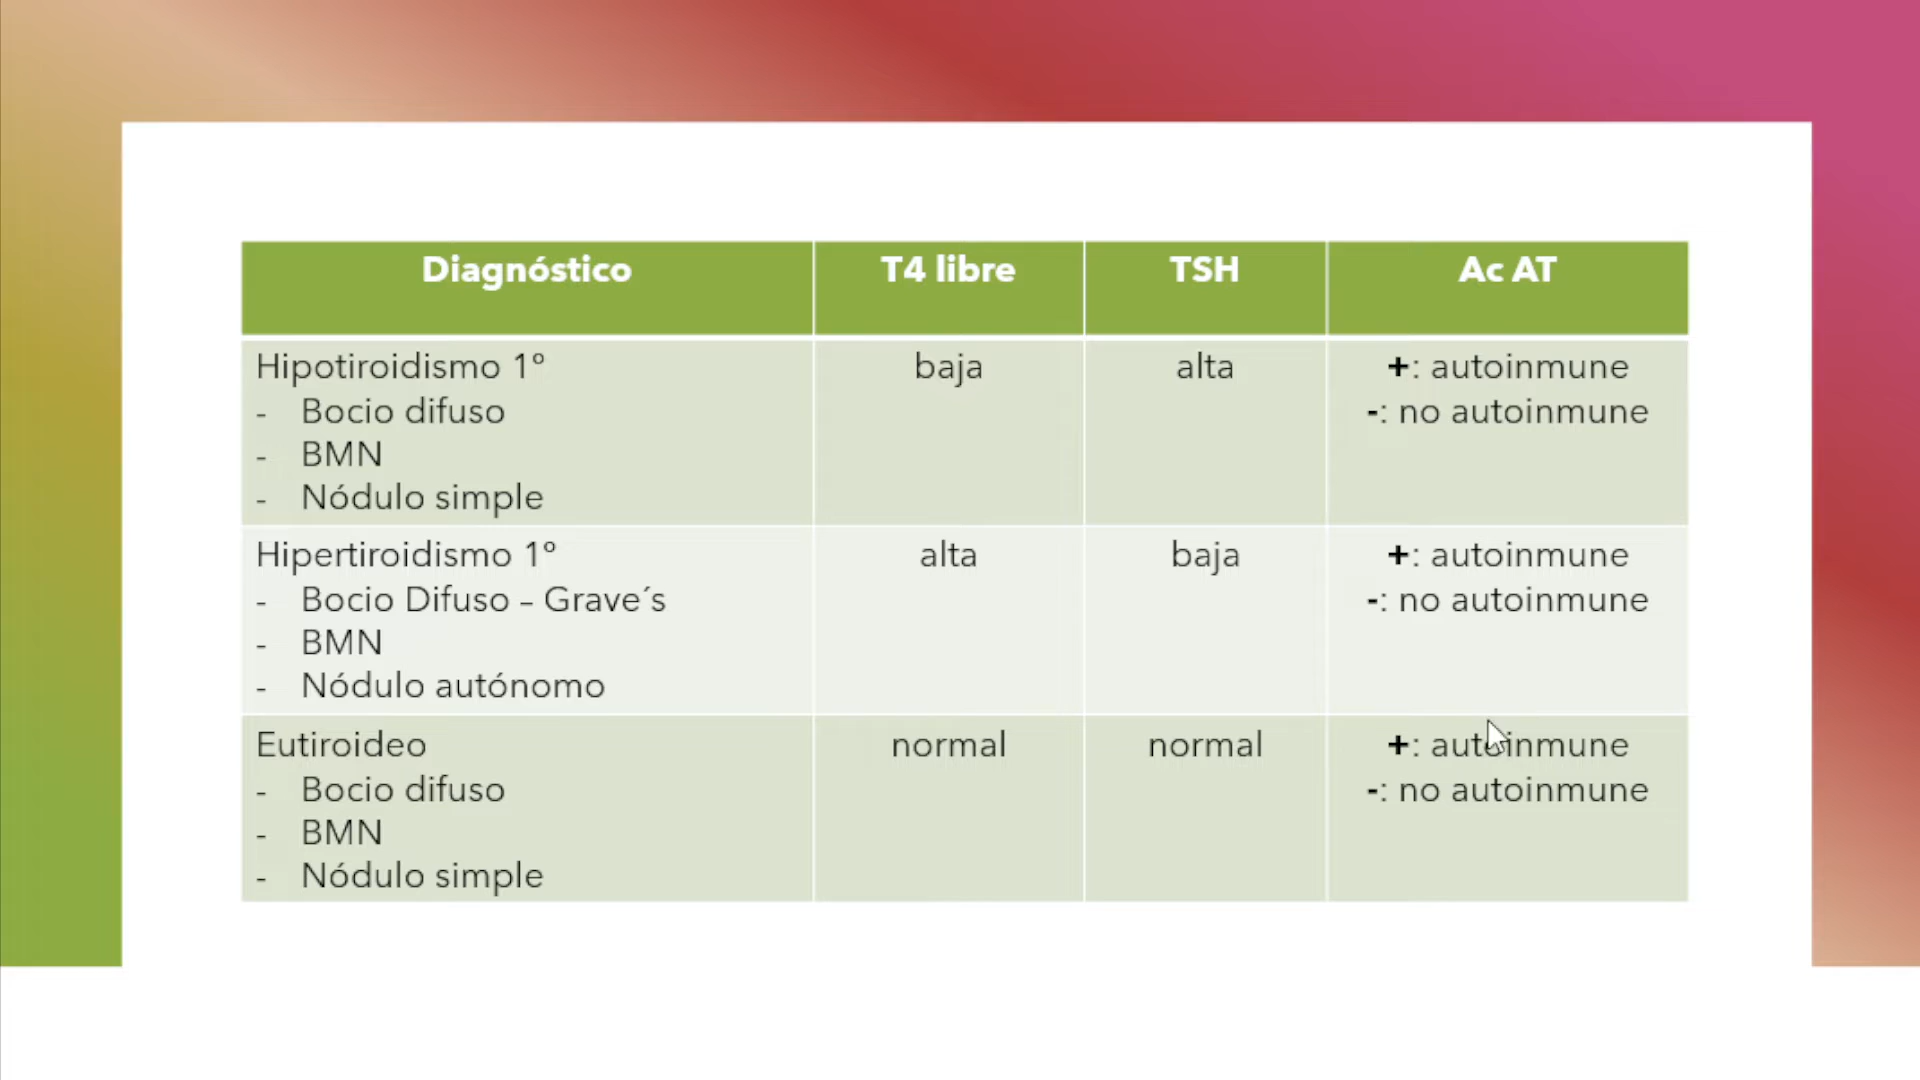 Diagnóstico T4 libre TSH Ac AT
Hipotiroidismo 1º baja alta +: autoinmune
- Bocio difuso -: no autoinmune
- BMN
- Nódulo simple
Hipertiroidismo 1º alta baja +: autoinmune
- Bocio Difuso – Grave´s -: no autoinmune
- BMN
- Nódulo autónomo
Eutiroideo normal normal +: autoinmune
- Bocio difuso -: no autoinmune
- BMN
- Nódulo simple